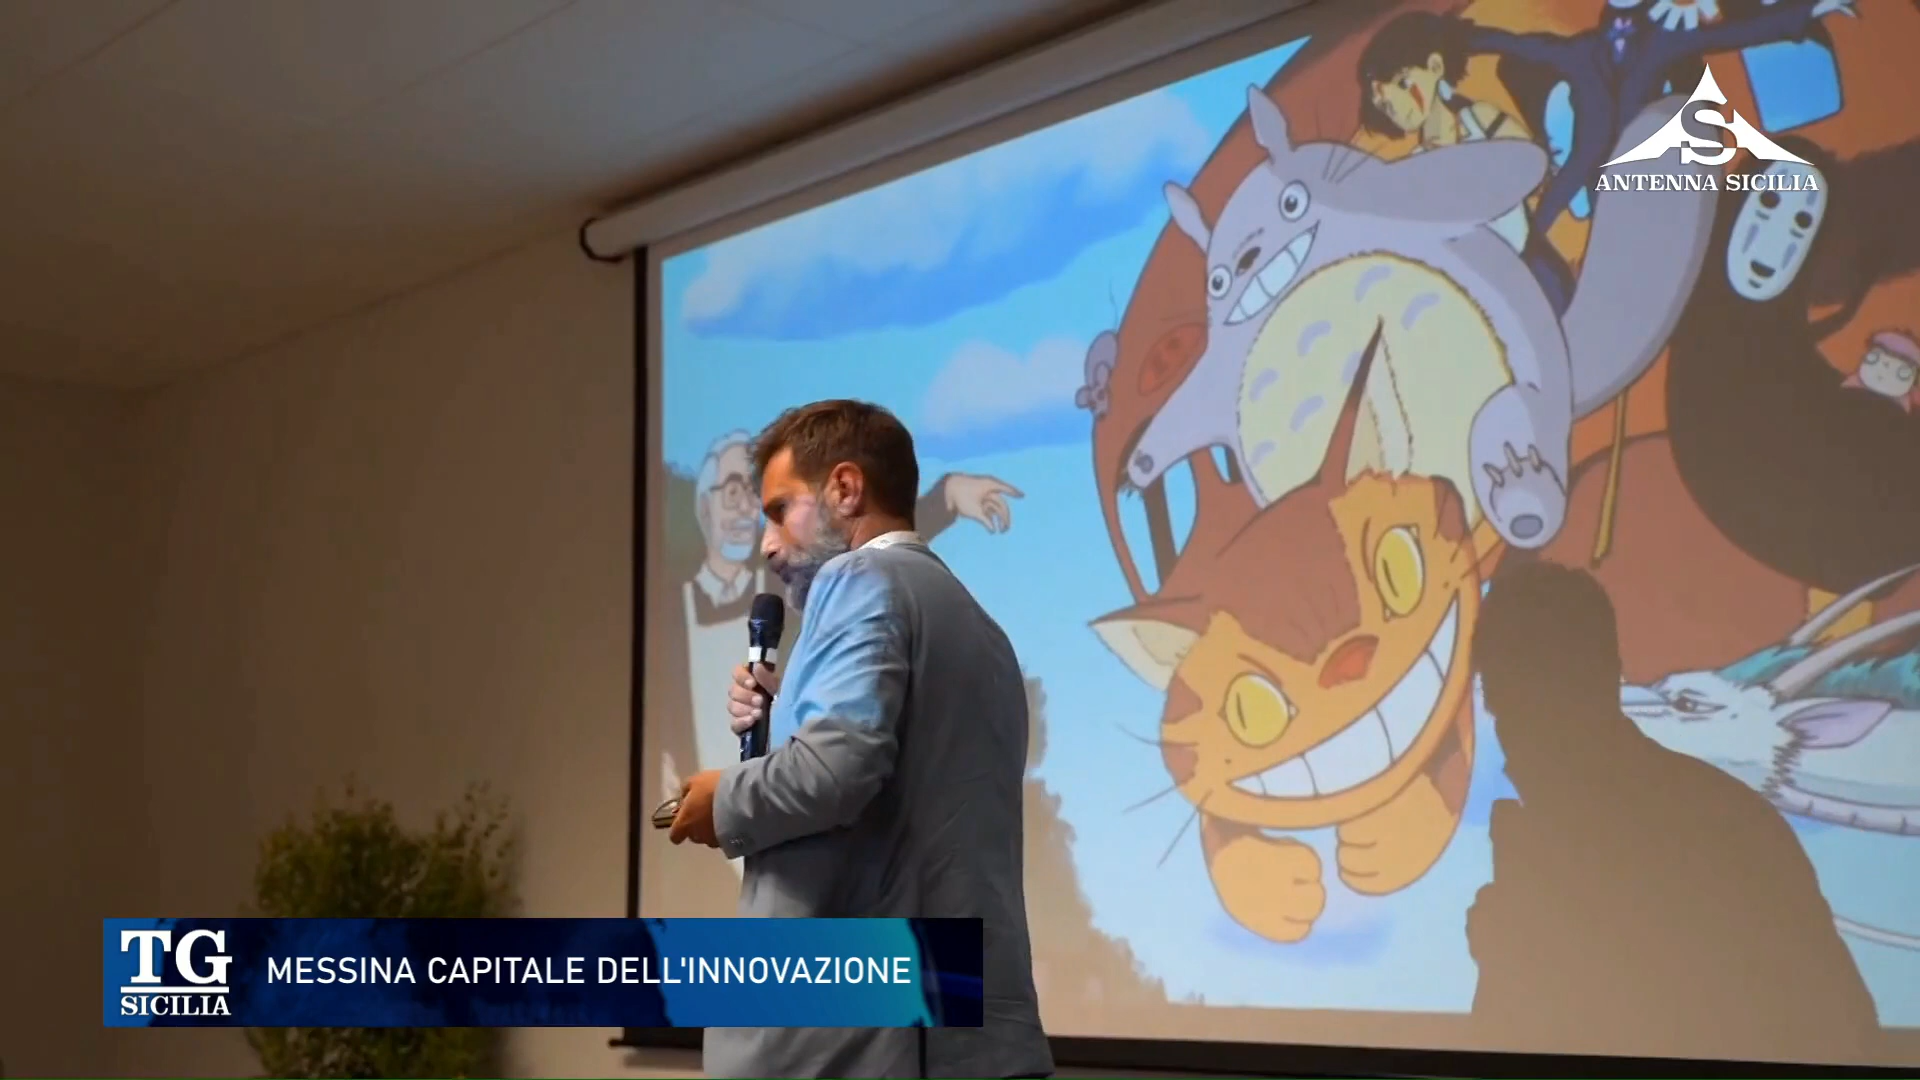 S
ANTENNA SICILIA
TG
SICILIA
MESSINA CAPITALE DELL'INNOVAZIONE